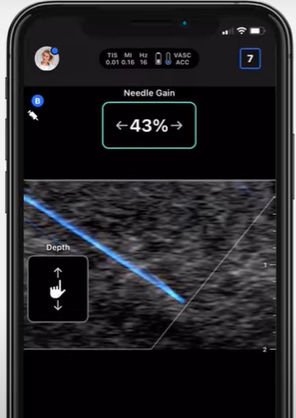 TIS MI Hz VASC
0.01 0.16 16 ACC
7
B
Needle Gain
←43%→
Depth
1
2